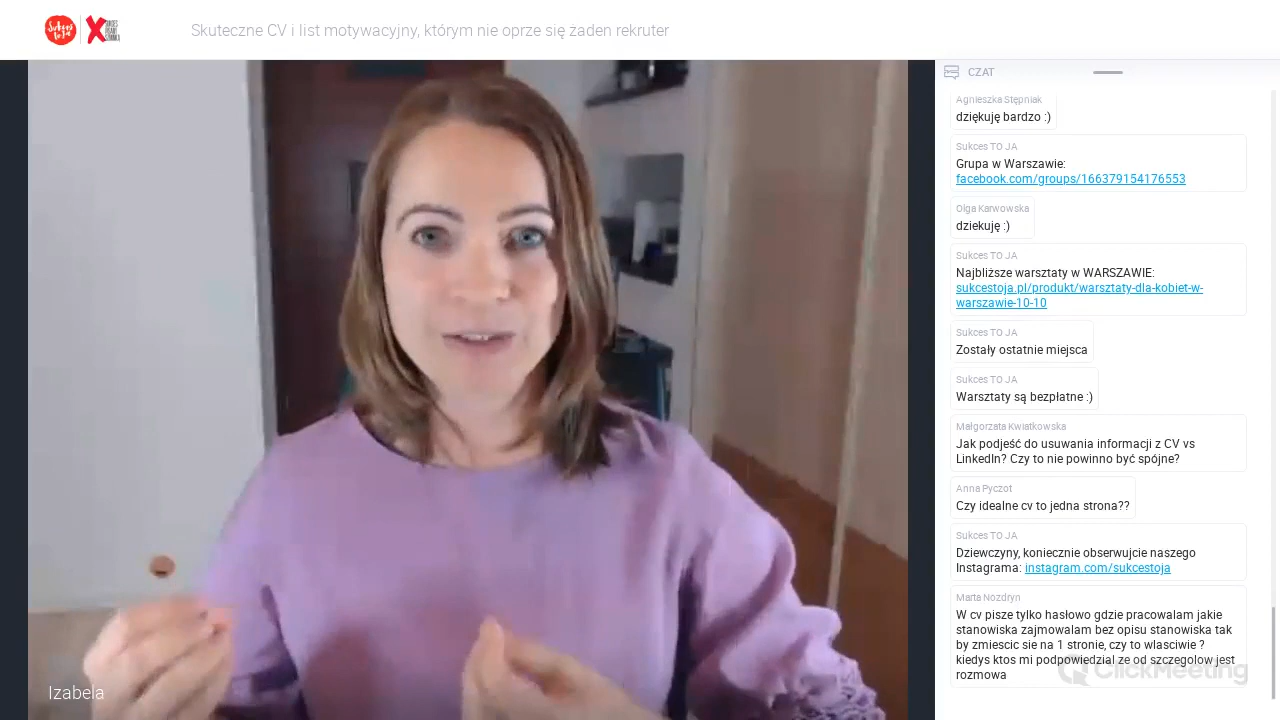 Sukces
to Ja
Skuteczne CV i list motywacyjny, którym nie oprze się żaden rekruter
CZAT
Agnieszka Stępniak
dziękuję bardzo :)
Sukces TO JA
Grupa w Warszawie:
facebook.com/groups/166379154176553
Olga Karwowska
dziekuję :)
Sukces TO JA
Najbliższe warsztaty w WARSZAWIE:
sukcestoja.pl/produkt/warsztaty-dla-kobiet-w-
warszawie-10-10
Sukces TO JA
Zostały ostatnie miejsca
Sukces TO JA
Warsztaty są bezpłatne :)
Małgorzata Kwiatkowska
Jak podjeść do usuwania informacji z CV vs
LinkedIn? Czy to nie powinno być spójne?
Anna Pyczot
Czy idealne cv to jedna strona??
Sukces TO JA
Dziewczyny, koniecznie obserwujcie naszego
Instagrama: instagram.com/sukcestoja
Marta Nozdryn
W cv pisze tylko hasłowo gdzie pracowalam jakie
stanowiska zajmowalam bez opisu stanowiska tak
by zmiescic sie na 1 stronie, czy to wlasciwie ?
kiedys ktos mi podpowiedzial ze od szczegolow jest
rozmowa
ClickMeeting
Izabela